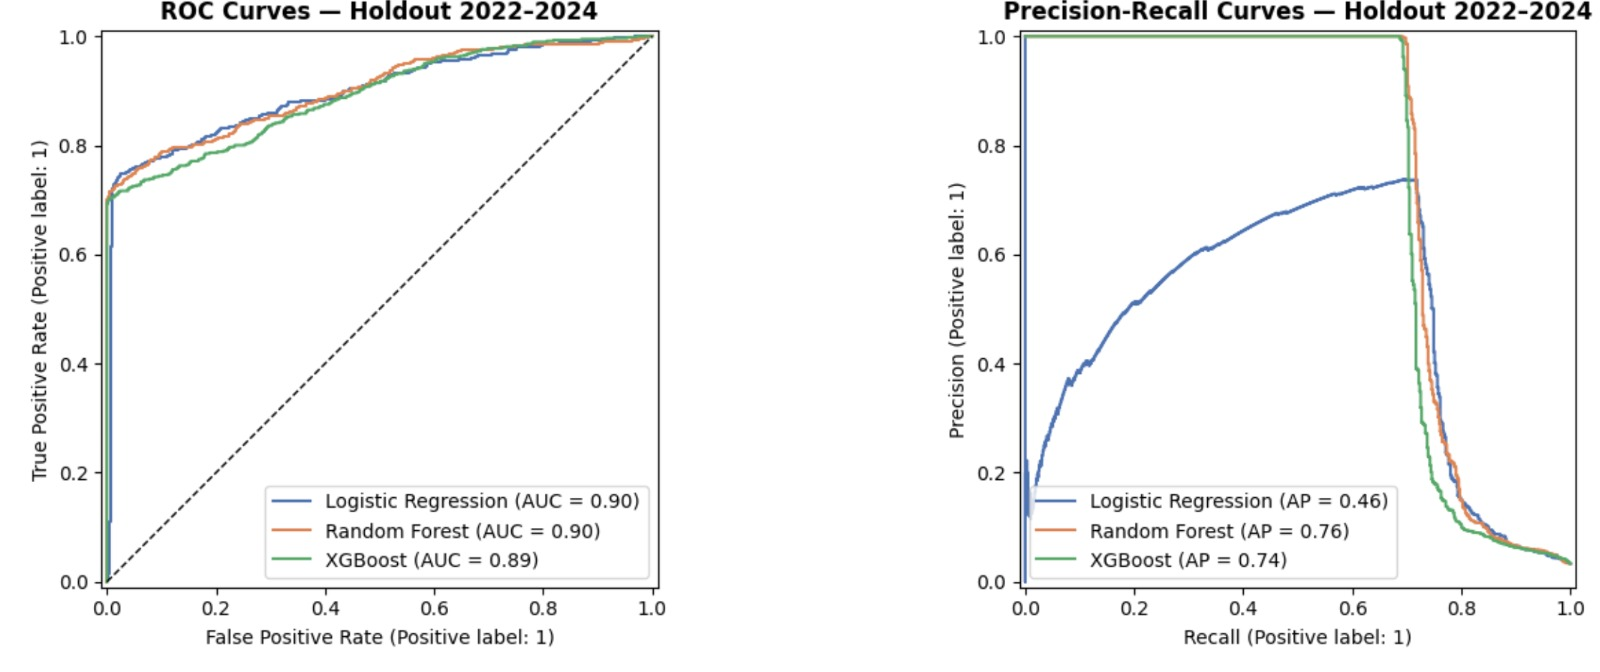 ROC Curves — Holdout 2022–2024
1.0
0.8
0.6
0.4
0.2
0.0
True Positive Rate (Positive label: 1)
Logistic Regression (AUC = 0.90)
Random Forest (AUC = 0.90)
XGBoost (AUC = 0.89)
0.0 0.2 0.4 0.6 0.8 1.0
False Positive Rate (Positive label: 1)
Precision-Recall Curves — Holdout 2022–2024
1.0
0.8
0.6
0.4
0.2
0.0
Precision (Positive label: 1)
Logistic Regression (AP = 0.46)
Random Forest (AP = 0.76)
XGBoost (AP = 0.74)
0.0 0.2 0.4 0.6 0.8 1.0
Recall (Positive label: 1)